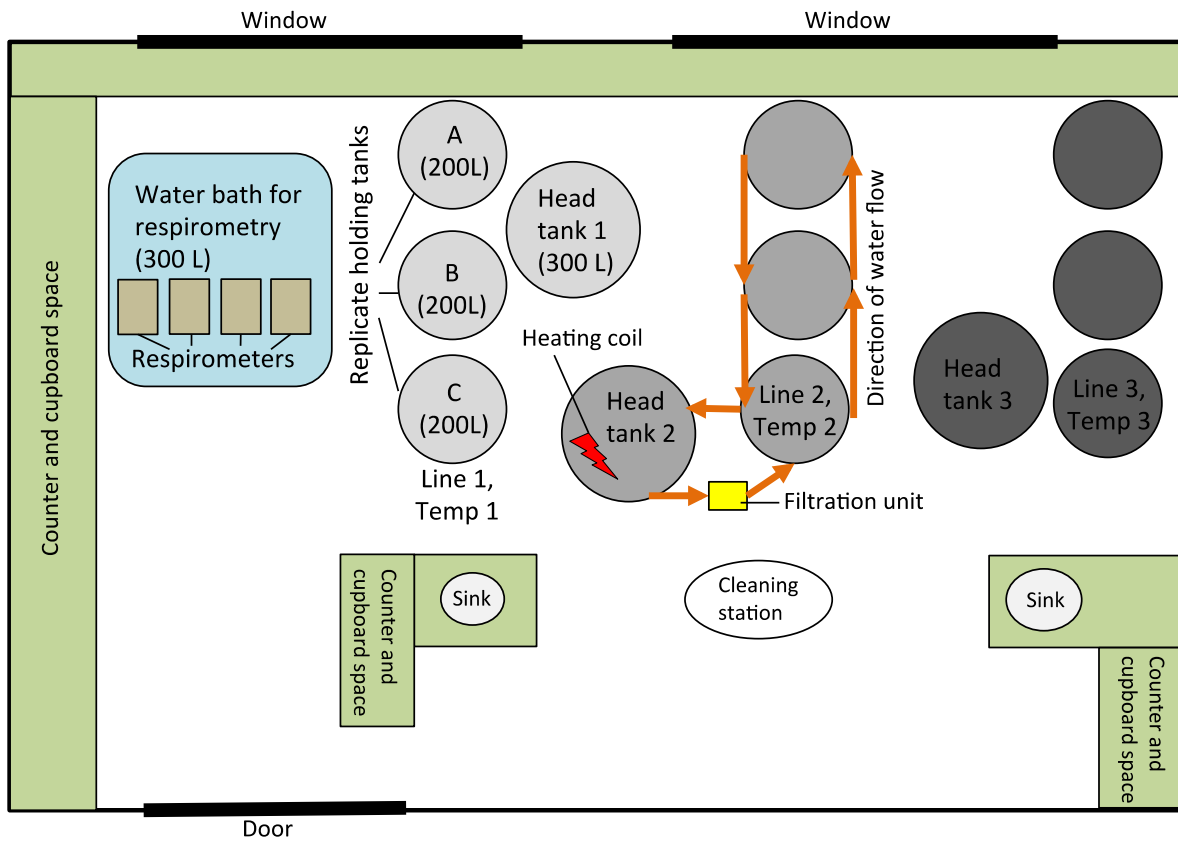 Window
Window
Counter and cupboard space
Water bath for
respirometry
(300 L)
Respirometers
Replicate holding tanks
A
(200L)
B
(200L)
C
(200L)
Line 1,
Temp 1
Head
tank 1
(300 L)
Heating coil
Head
tank 2
Line 2,
Temp 2
Direction of water flow
Filtration unit
Head
tank 3
Line 3,
Temp 3
Counter and
cupboard space
Sink
Cleaning
station
Sink
Counter and
cupboard space
Door